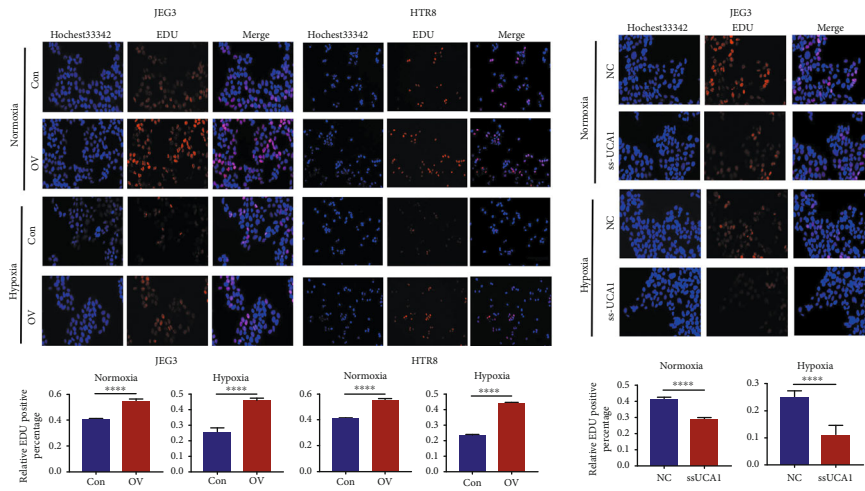 JEG3
HTR8
JEG3
Hochest33342 EDU Merge
Hochest33342 EDU Merge
Hochest33342 EDU Merge
Normoxia
Con
OV
Hypoxia
Con
OV
Normoxia
NC
ss-UCA1
Hypoxia
NC
ss-UCA1
JEG3
HTR8
Relative EDU positive
percentage
Normoxia
****
0.6
0.4
0.2
0.0
Con OV
Hypoxia
****
0.5
0.4
0.3
0.2
0.1
0.0
Con OV
Normoxia
****
0.6
0.4
0.2
0.0
Con OV
Hypoxia
****
0.5
0.4
0.3
0.2
0.1
0.0
Con OV
Relative EDU positive
percentage
Normoxia
****
0.5
0.4
0.3
0.2
0.1
0.0
NC ssUCA1
Hypoxia
****
0.3
0.2
0.1
0.0
NC ssUCA1